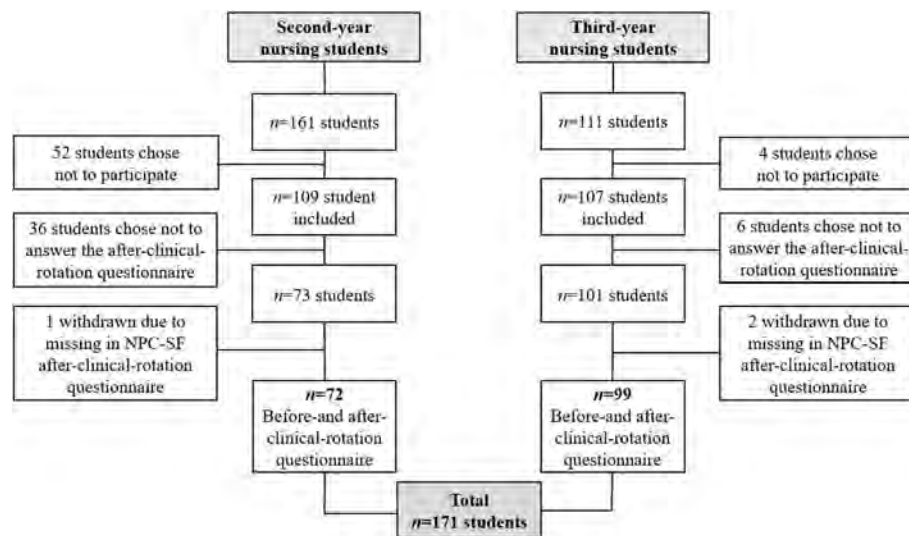 Second-year
nursing students
Third-year
nursing students
n=161 students
n=111 students
52 students chose
not to participate
4 students chose
not to participate
n=109 student
included
n=107 students
included
36 students chose not to
answer the after-clinical-
rotation questionnaire
6 students chose not to
answer the after-clinical-
rotation questionnaire
n=73 students
n=101 students
1 withdrawn due to
missing in NPC-SF
after-clinical-rotation
questionnaire
2 withdrawn due to
missing in NPC-SF
after-clinical-rotation
questionnaire
n=72
Before-and after-
clinical-rotation
questionnaire
n=99
Before-and after-
clinical-rotation
questionnaire
Total
n=171 students